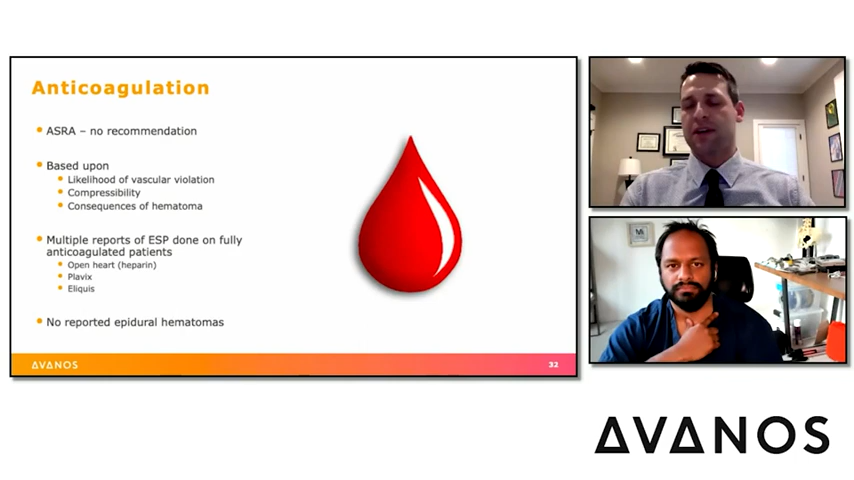 Anticoagulation
ASRA – no recommendation
Based upon
Likelihood of vascular violation
Compressibility
Consequences of hematoma
Multiple reports of ESP done on fully
anticoagulated patients
Open heart (heparin)
Plavix
Eliquis
No reported epidural hematomas
AVANOS
32
AVANOS